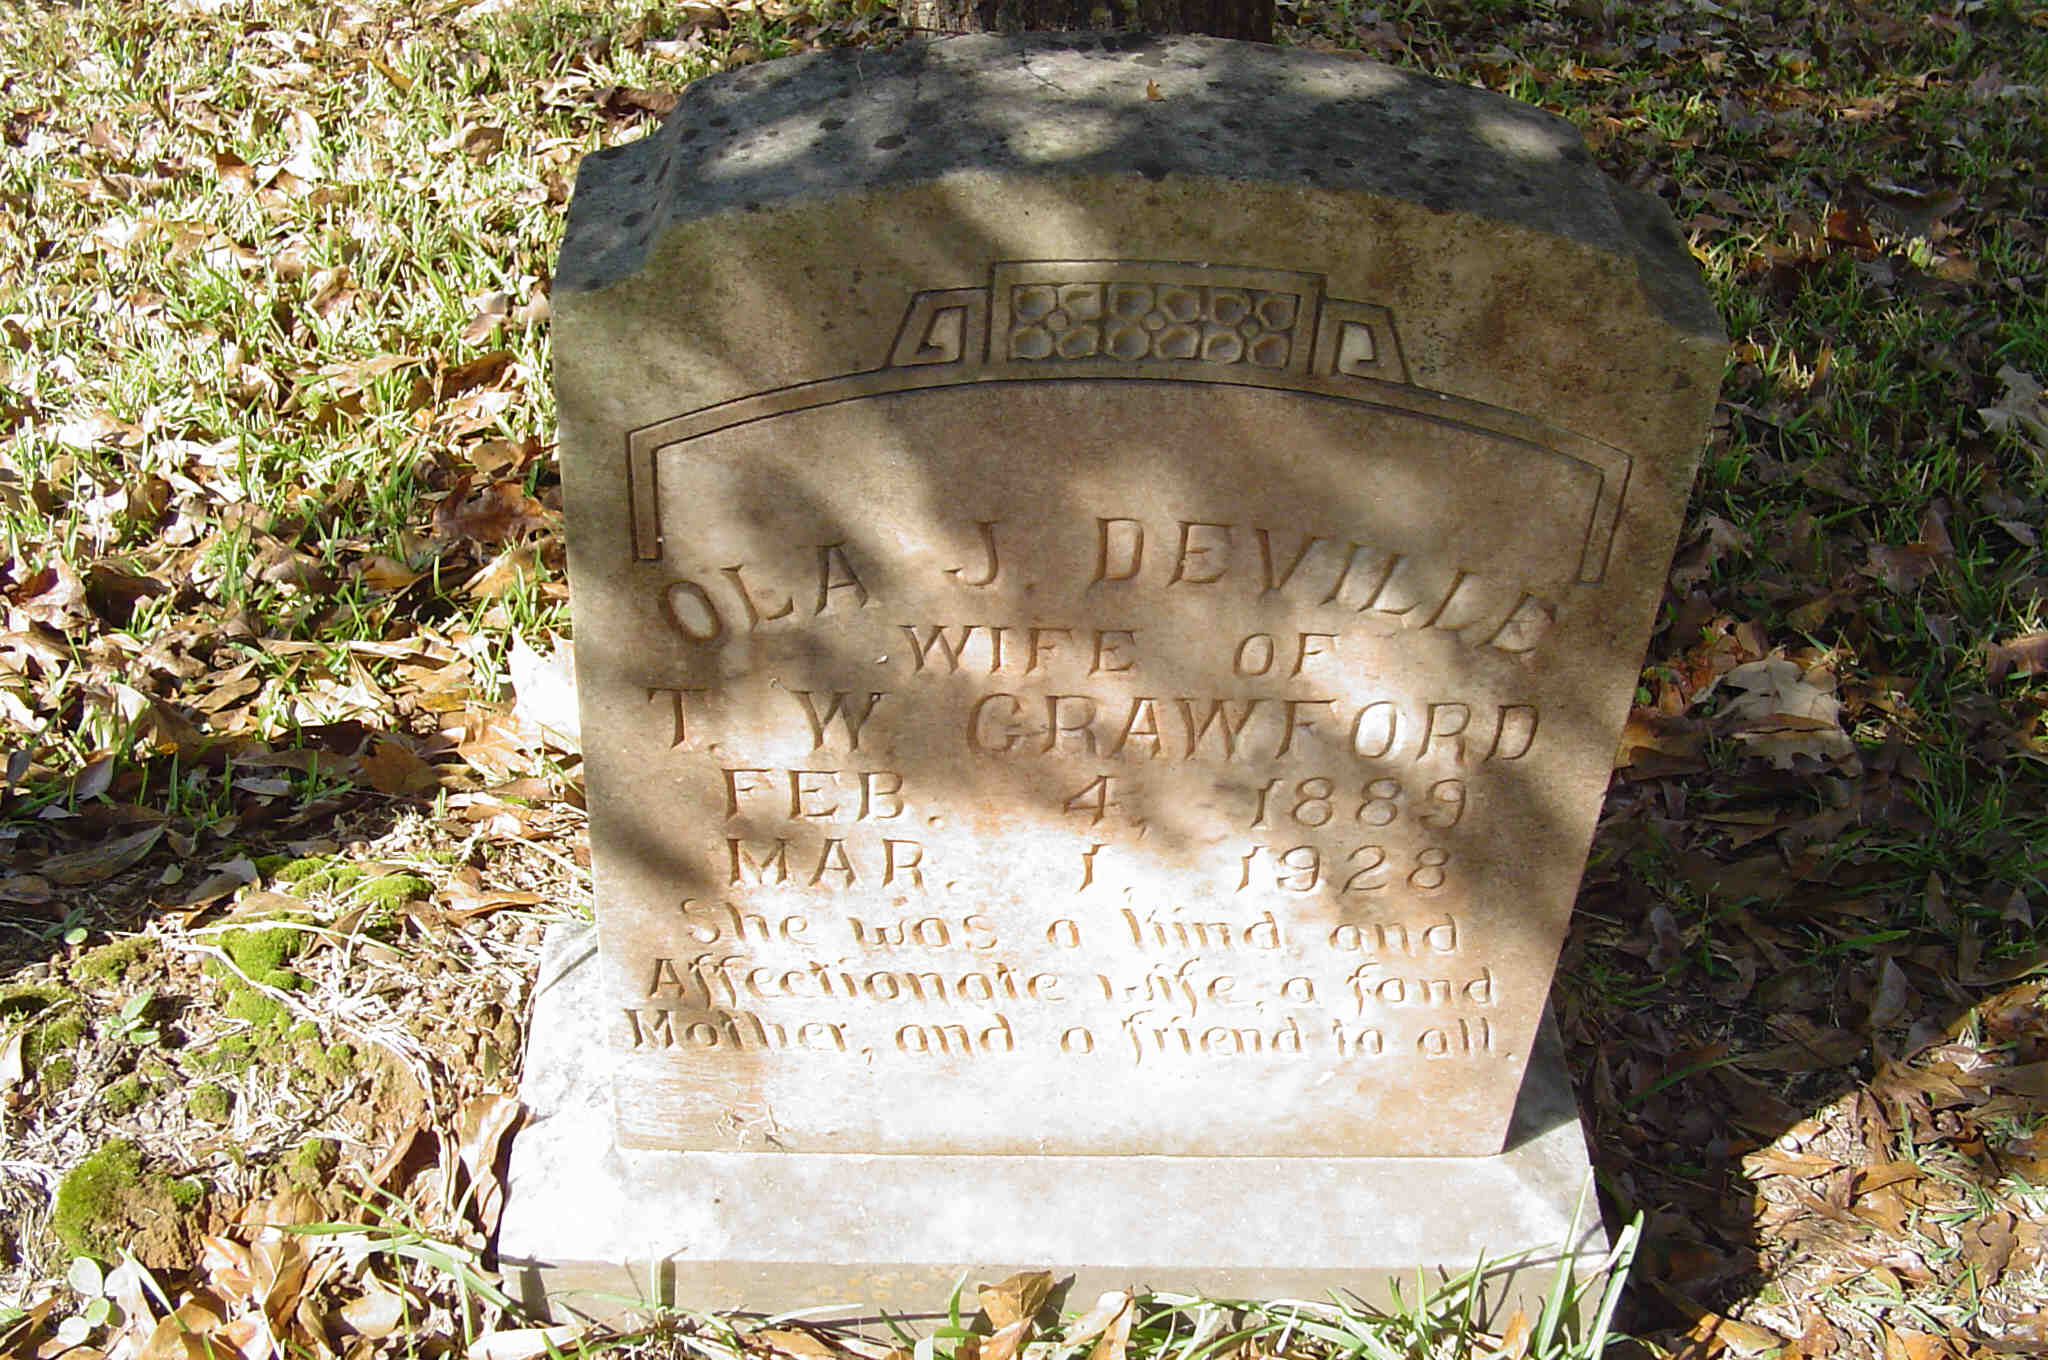 OLA J. DEVILLE
WIFE OF
T. W. CRAWFORD
FEB. 4, 1889
MAR. 1, 1928
She was a kind and
Affectionate wife, a fond
Mother, and a friend to all.